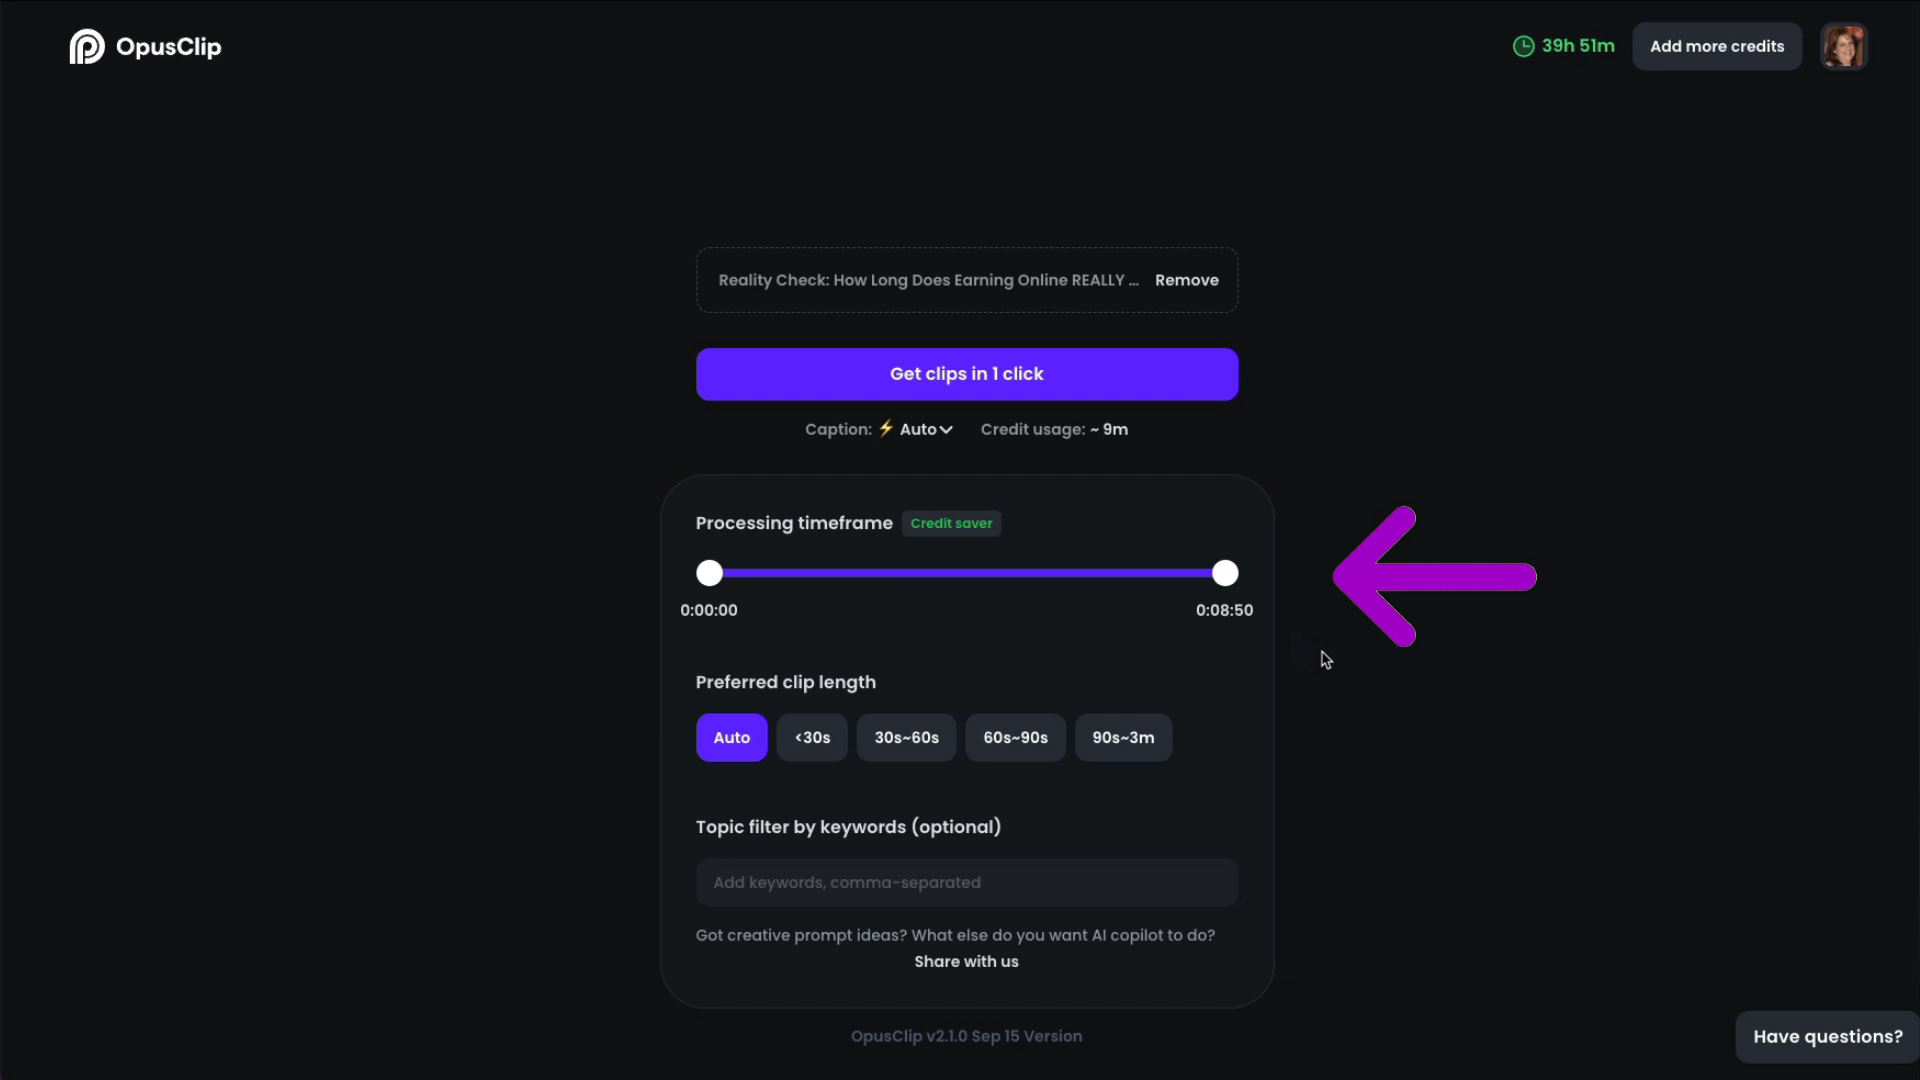 OpusClip
39h 51m
Add more credits
Reality Check: How Long Does Earning Online REALLY ...
Remove
Get clips in 1 click
Caption: ⚡ Auto
Credit usage: ~ 9m
Processing timeframe
Credit saver
0:00:00
0:08:50
Preferred clip length
Auto
<30s
30s~60s
60s~90s
90s~3m
Topic filter by keywords (optional)
Add keywords, comma-separated
Got creative prompt ideas? What else do you want AI copilot to do?
Share with us
OpusClip v2.1.0 Sep 15 Version
Have questions?